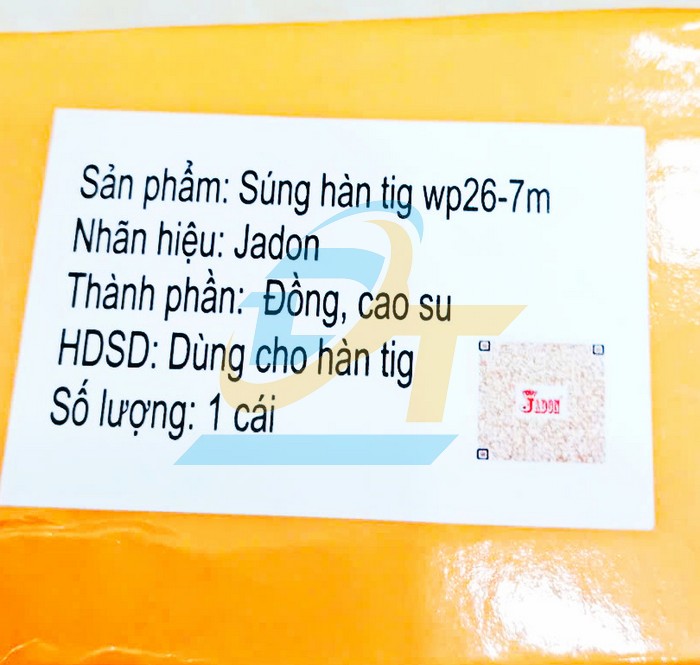 Sản phẩm: Súng hàn tig wp26-7m
Nhãn hiệu: Jadon
Thành phần: Đồng, cao su
HDSD: Dùng cho hàn tig
Số lượng: 1 cái
JADON
DT